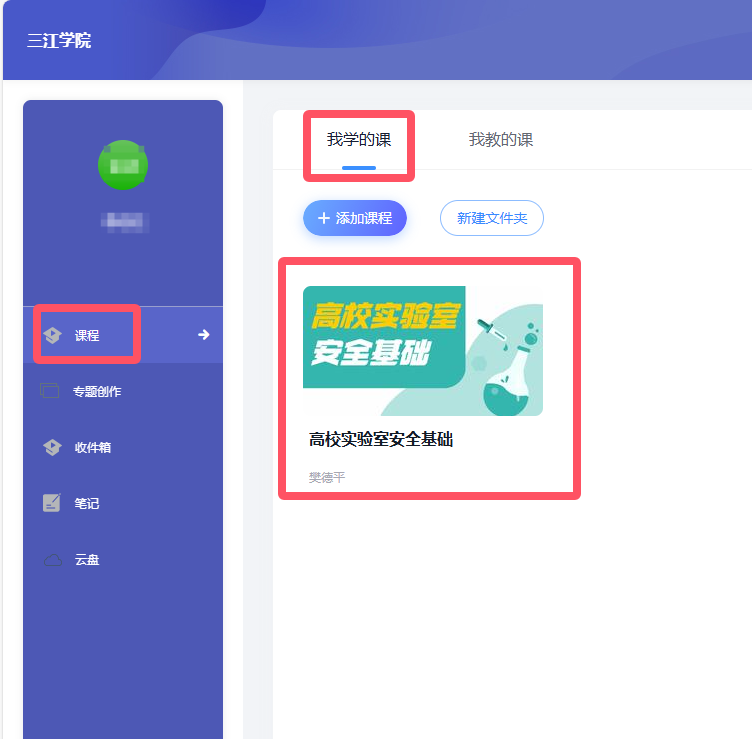 三江学院
我学的课
我教的课
+ 添加课程
新建文件夹
课程
专题创作
收件箱
笔记
云盘
高校实验室
安全基础
高校实验室安全基础
樊德平